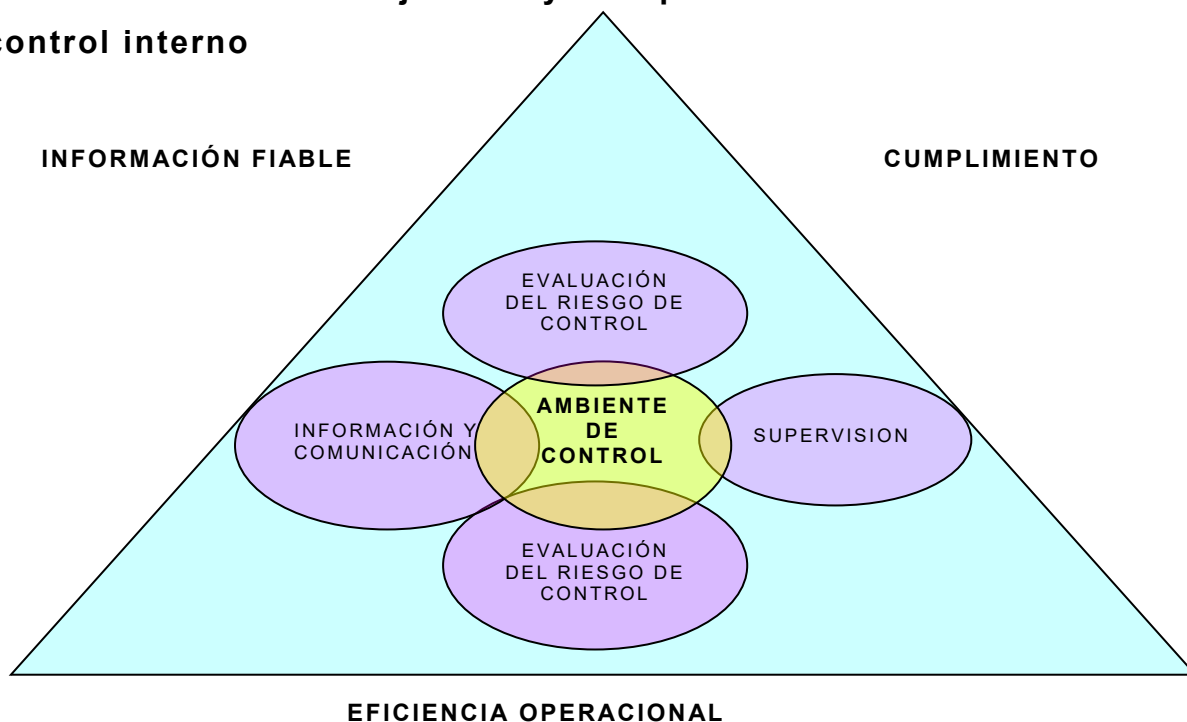 control interno
INFORMACIÓN FIABLE
CUMPLIMIENTO
EVALUACIÓN
DEL RIESGO DE
CONTROL
AMBIENTE
DE
CONTROL
INFORMACIÓN Y
COMUNICACIÓN
SUPERVISION
EVALUACIÓN
DEL RIESGO DE
CONTROL
EFICIENCIA OPERACIONAL